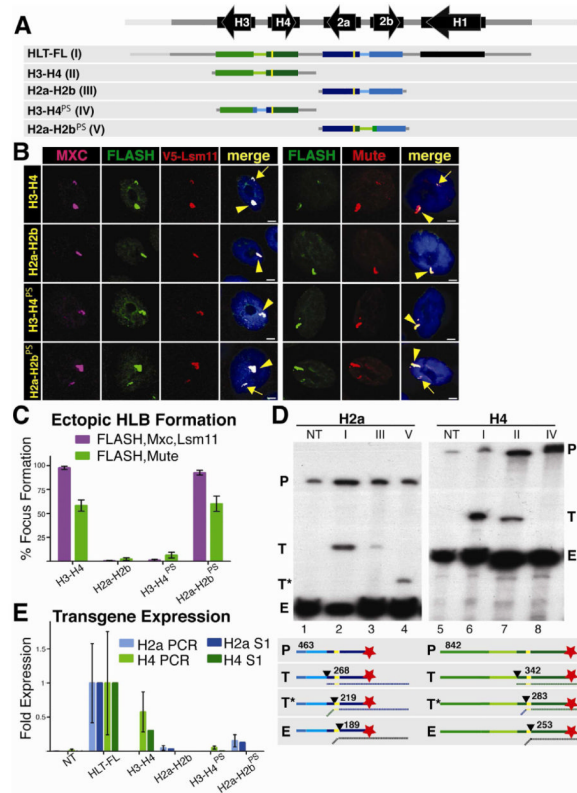 A
H3 H4 2a 2b H1
HLT-FL (I)
H3-H4 (II)
H2a-H2b (III)
H3-H4PS (IV)
H2a-H2bPS (V)
B
MXC FLASH V5-Lsm11 merge FLASH Mute merge
H3-H4
H2a-H2b
H3-H4PS
H2a-H2bPS
C
Ectopic HLB Formation
FLASH,Mxc,Lsm11
FLASH,Mute
% Focus Formation
100
75
50
25
0
H3-H4 H2a-H2b H3-H4PS H2a-H2bPS
D
H2a H4
NT I III V NT I II IV
P P
T T
T*
E E
1 2 3 4 5 6 7 8
P 463 P 842
T 268 T 342
T* 219 T* 283
E 189 E 253
E
Transgene Expression
H2a PCR H2a S1
H4 PCR H4 S1
Fold Expression
1.5
1
0.5
0
NT HLT-FL H3-H4 H2a-H2b H3-H4PS H2a-H2bPS